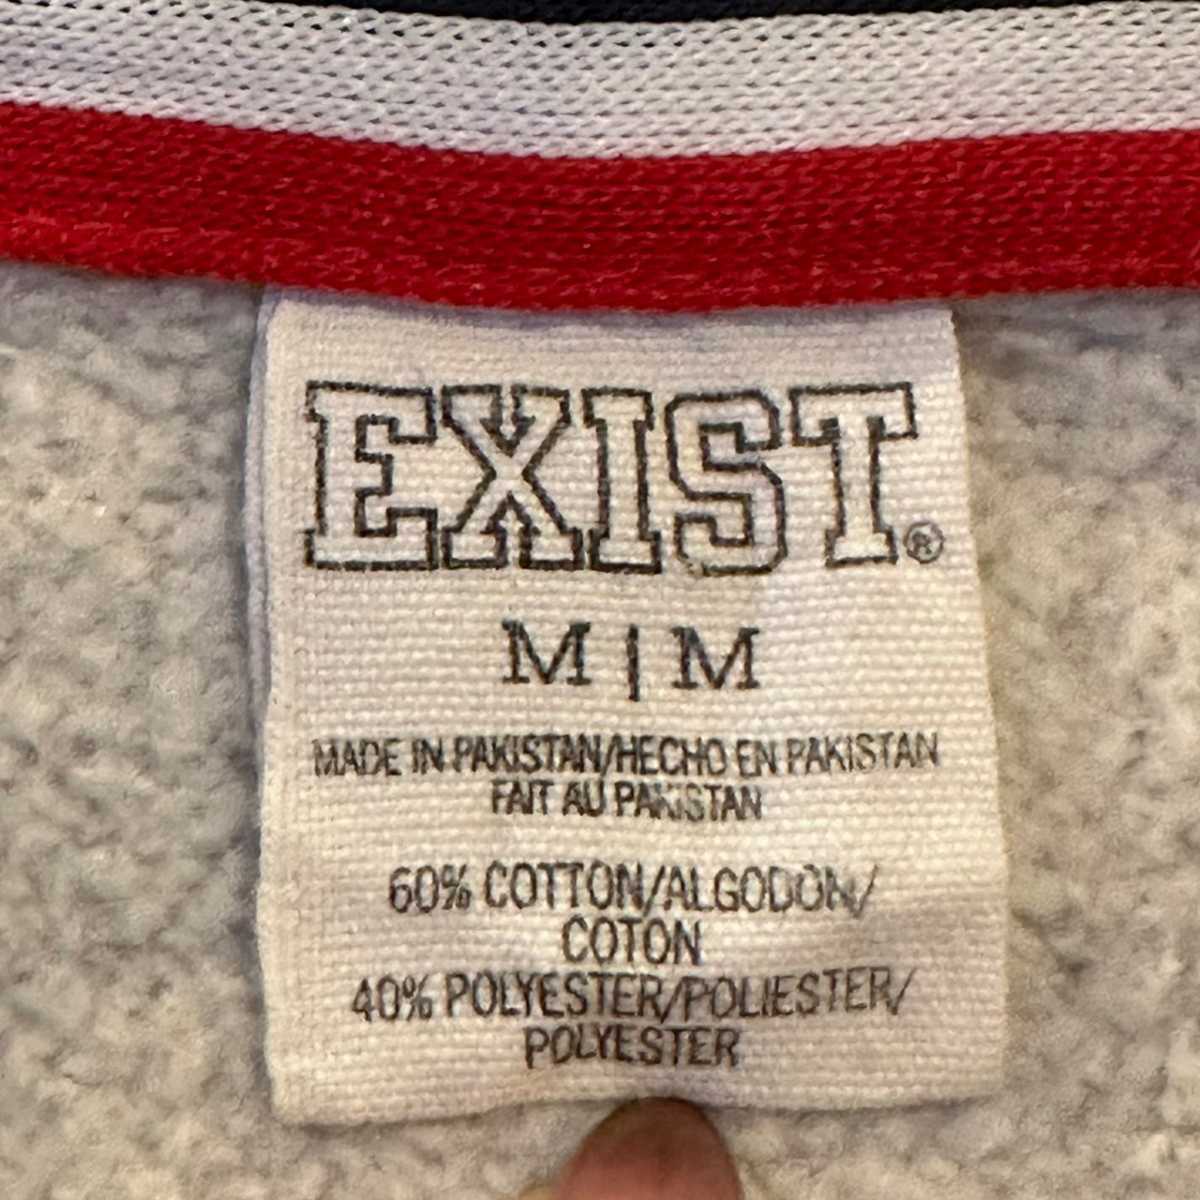 EXIST®
M | M
MADE IN PAKISTAN/HECHO EN PAKISTAN
FAIT AU PAKISTAN
60% COTTON/ALGODON/
COTON
40% POLYESTER/POLIESTER/
POLYESTER